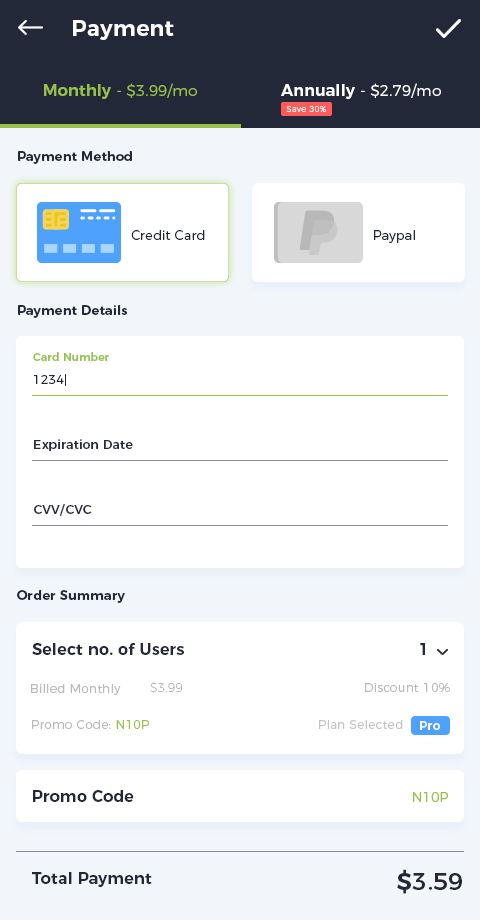 Payment
Monthly - $3.99/mo
Annually - $2.79/mo
Save 30%
Payment Method
Credit Card
Paypal
Payment Details
Card Number
1234
Expiration Date
CVV/CVC
Order Summary
Select no. of Users 1
Billed Monthly $3.99 Discount 10%
Promo Code: N10P Plan Selected Pro
Promo Code N10P
Total Payment $3.59